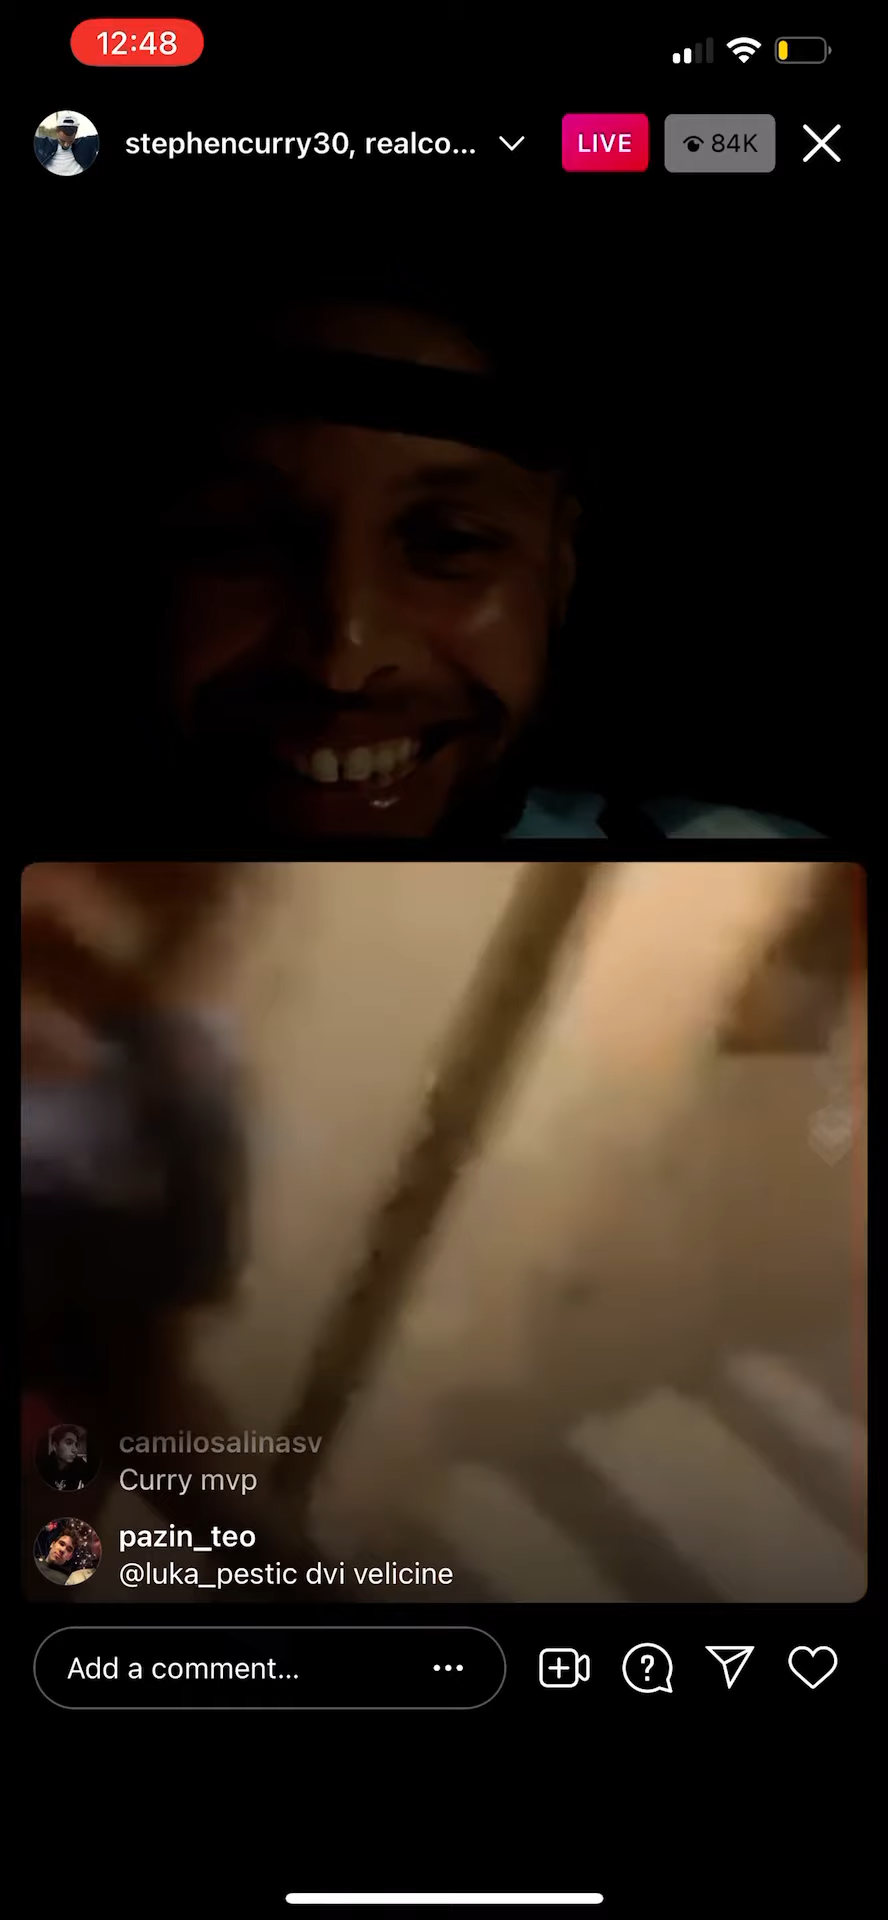 12:48
stephencurry30, realco...
LIVE
84K
camilosalinasv
Curry mvp
pazin_teo
@luka_pestic dvi velicine
Add a comment...